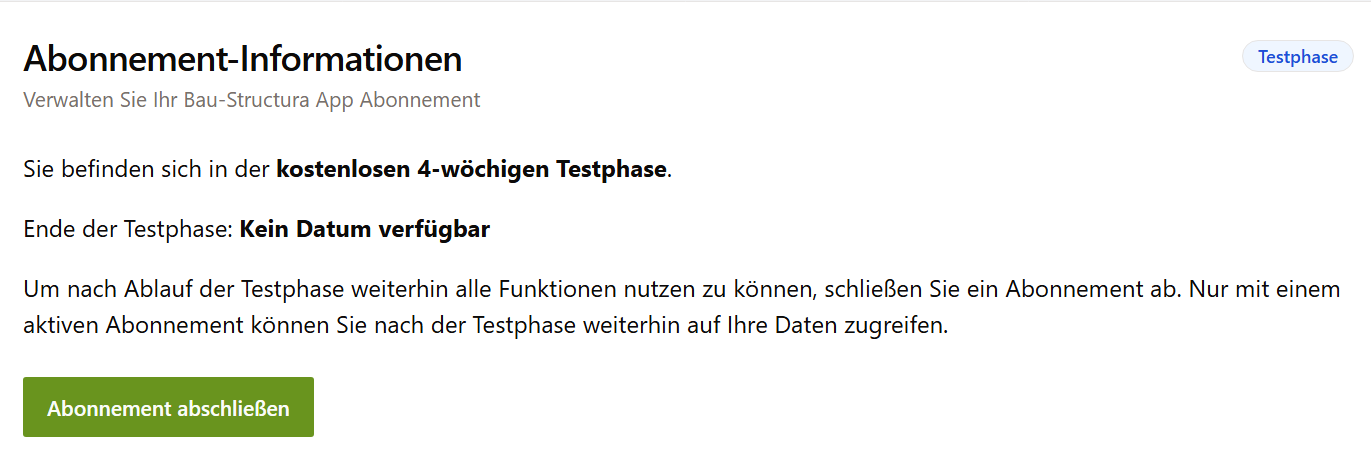 Abonnement-Informationen
Testphase
Verwalten Sie Ihr Bau-Structura App Abonnement
Sie befinden sich in der kostenlosen 4-wöchigen Testphase.
Ende der Testphase: Kein Datum verfügbar
Um nach Ablauf der Testphase weiterhin alle Funktionen nutzen zu können, schließen Sie ein Abonnement ab. Nur mit einem
aktiven Abonnement können Sie nach der Testphase weiterhin auf Ihre Daten zugreifen.
Abonnement abschließen